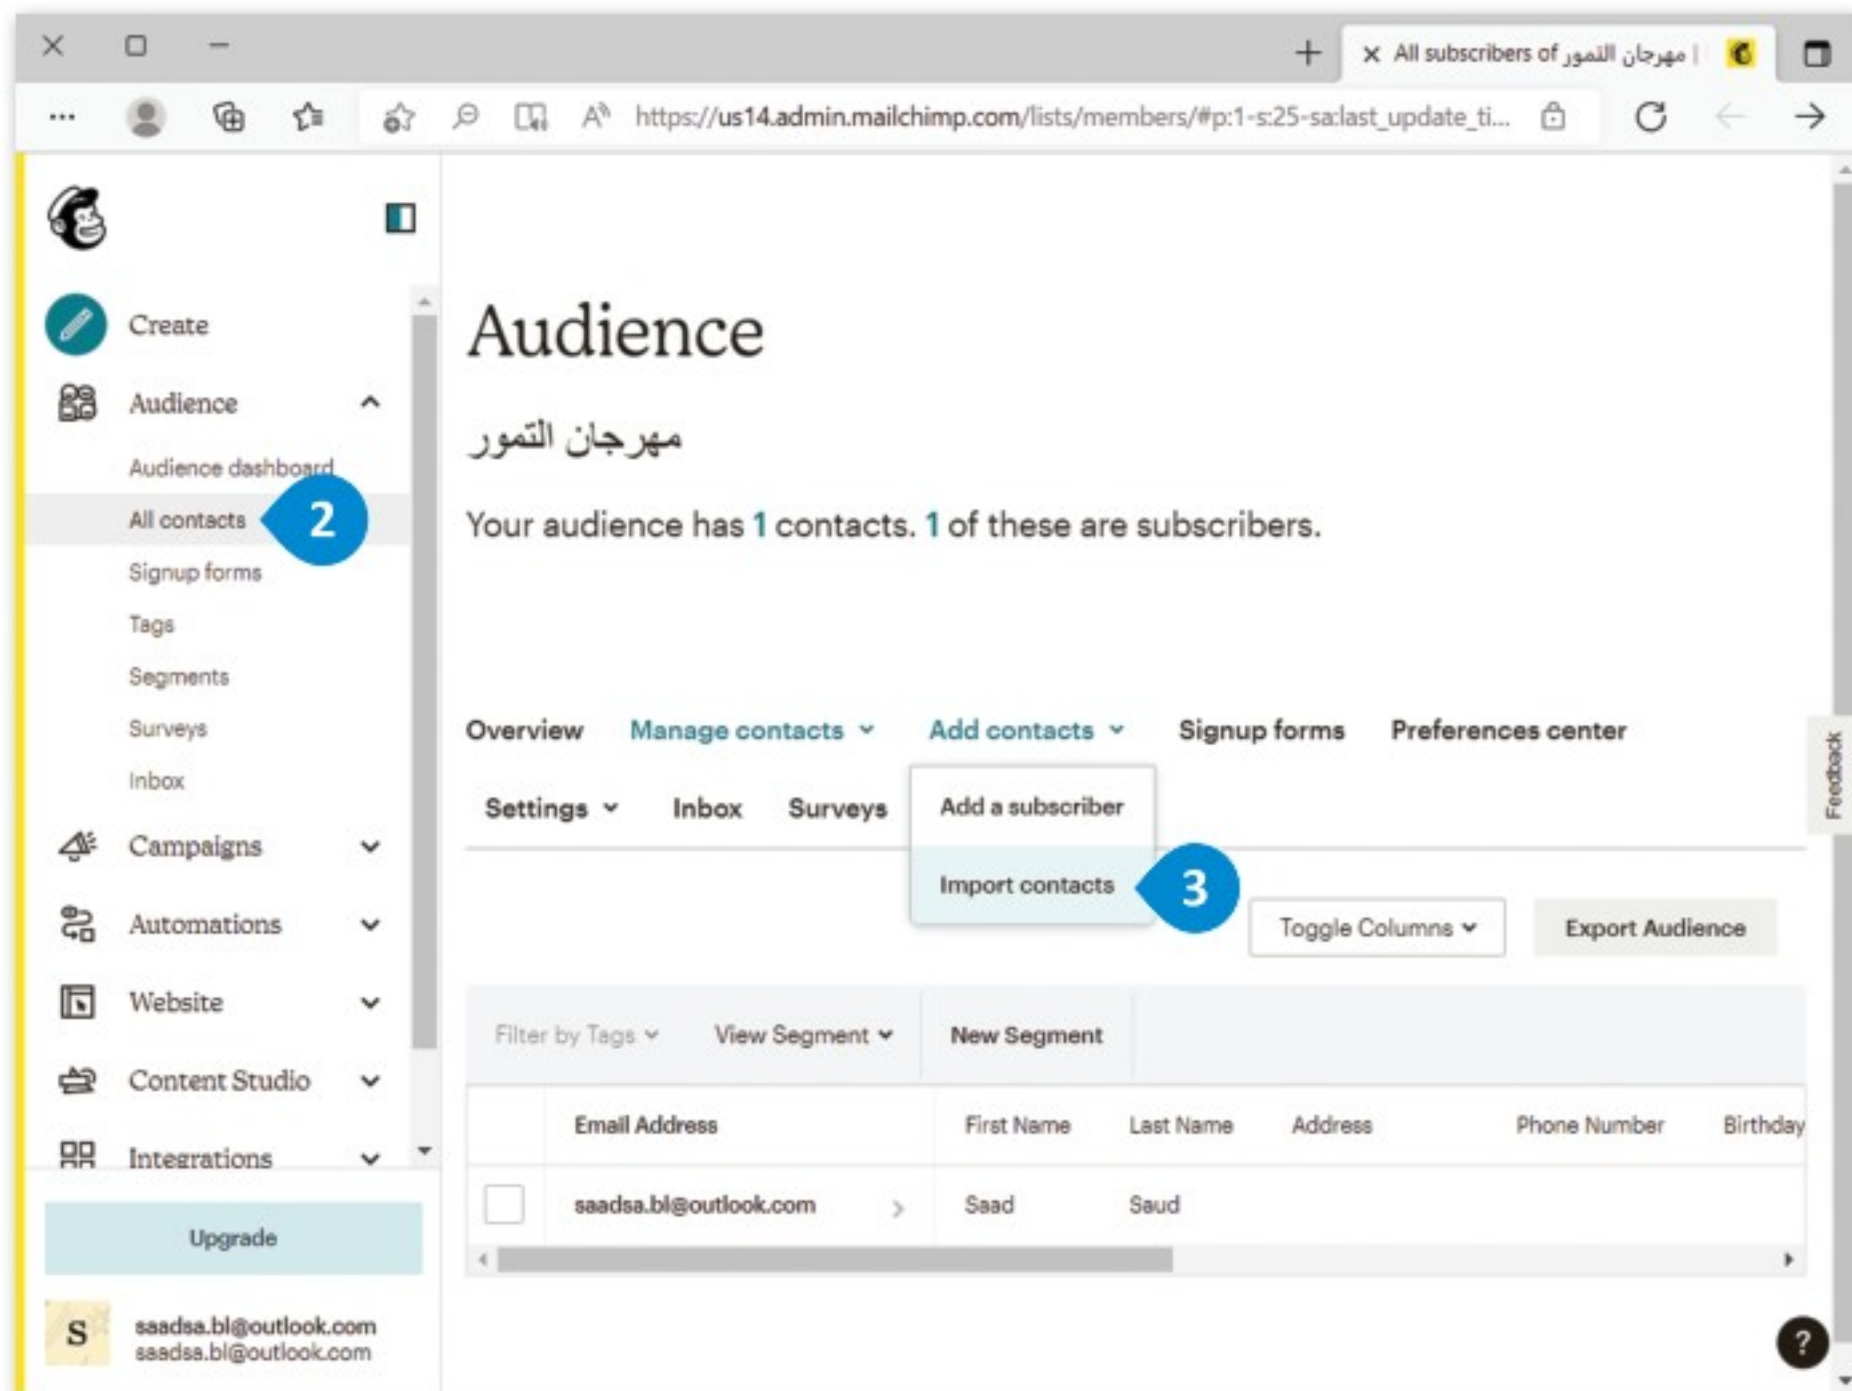 All subscribers of مهرجان التمور |
https://us14.admin.mailchimp.com/lists/members/#p:1-s:25-sa:last_update_ti...
Create
Audience
Audience dashboard
All contacts
2
Signup forms
Tags
Segments
Surveys
Inbox
Campaigns
Automations
Website
Content Studio
Integrations
Upgrade
S
saadsa.bl@outlook.com
saadsa.bl@outlook.com
Audience
مهرجان التمور
Your audience has 1 contacts. 1 of these are subscribers.
Overview Manage contacts Add contacts Signup forms Preferences center
Settings Inbox Surveys
Add a subscriber
Import contacts
3
Toggle Columns Export Audience
Filter by Tags View Segment New Segment
Email Address First Name Last Name Address Phone Number Birthday
saadsa.bl@outlook.com Saad Saud
Feedback
?